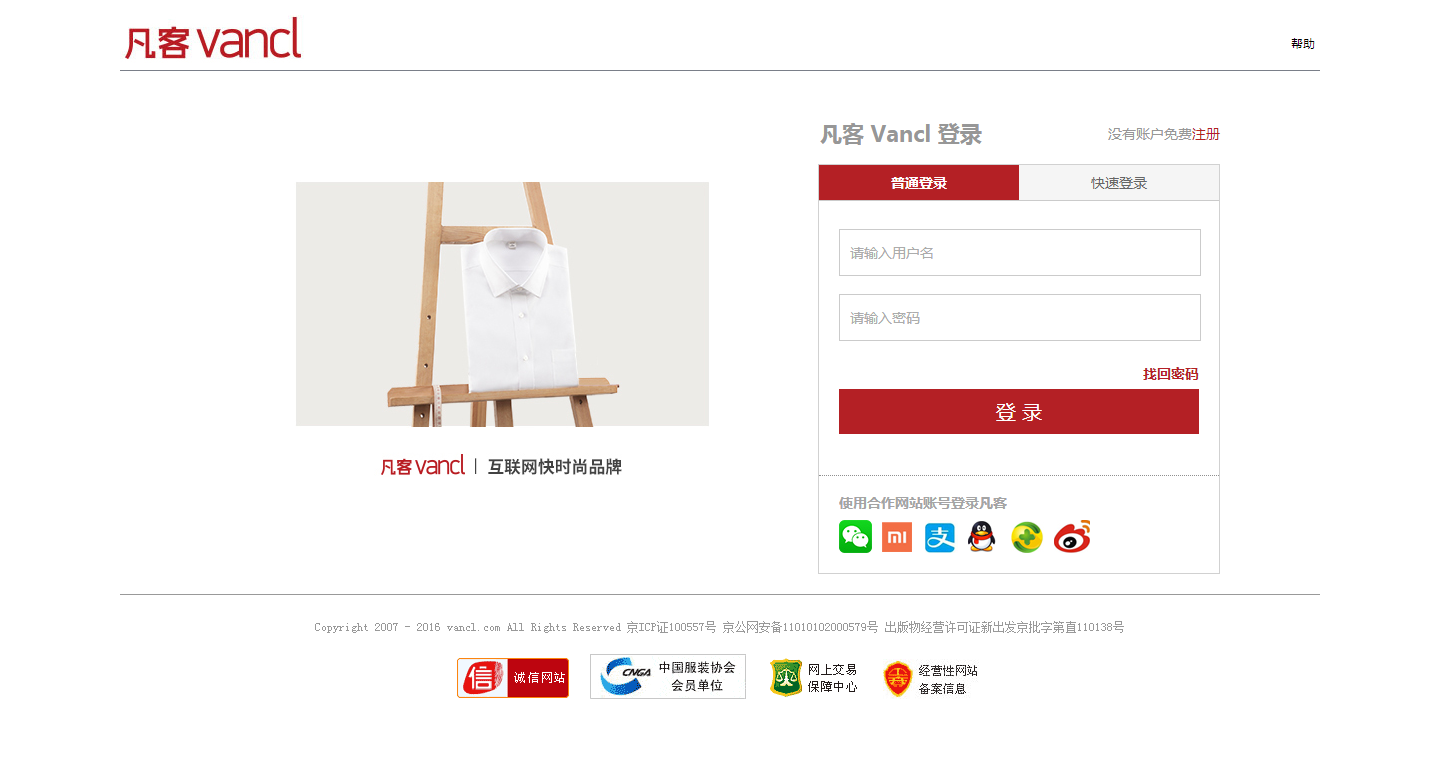 凡客 vancl
帮助
凡客 Vancl 登录
没有账户免费注册
普通登录
快速登录
请输入用户名
请输入密码
找回密码
登 录
凡客 vancl | 互联网快时尚品牌
使用合作网站账号登录凡客
mi
支
Copyright 2007 - 2016 vancl.com All Rights Reserved 京ICP证100557号 京公网安备11010102000579号 出版物经营许可证新出发京批字第直110138号
信 诚信网站
CNGA 中国服装协会
会员单位
网上交易
保障中心
经营性网站
备案信息